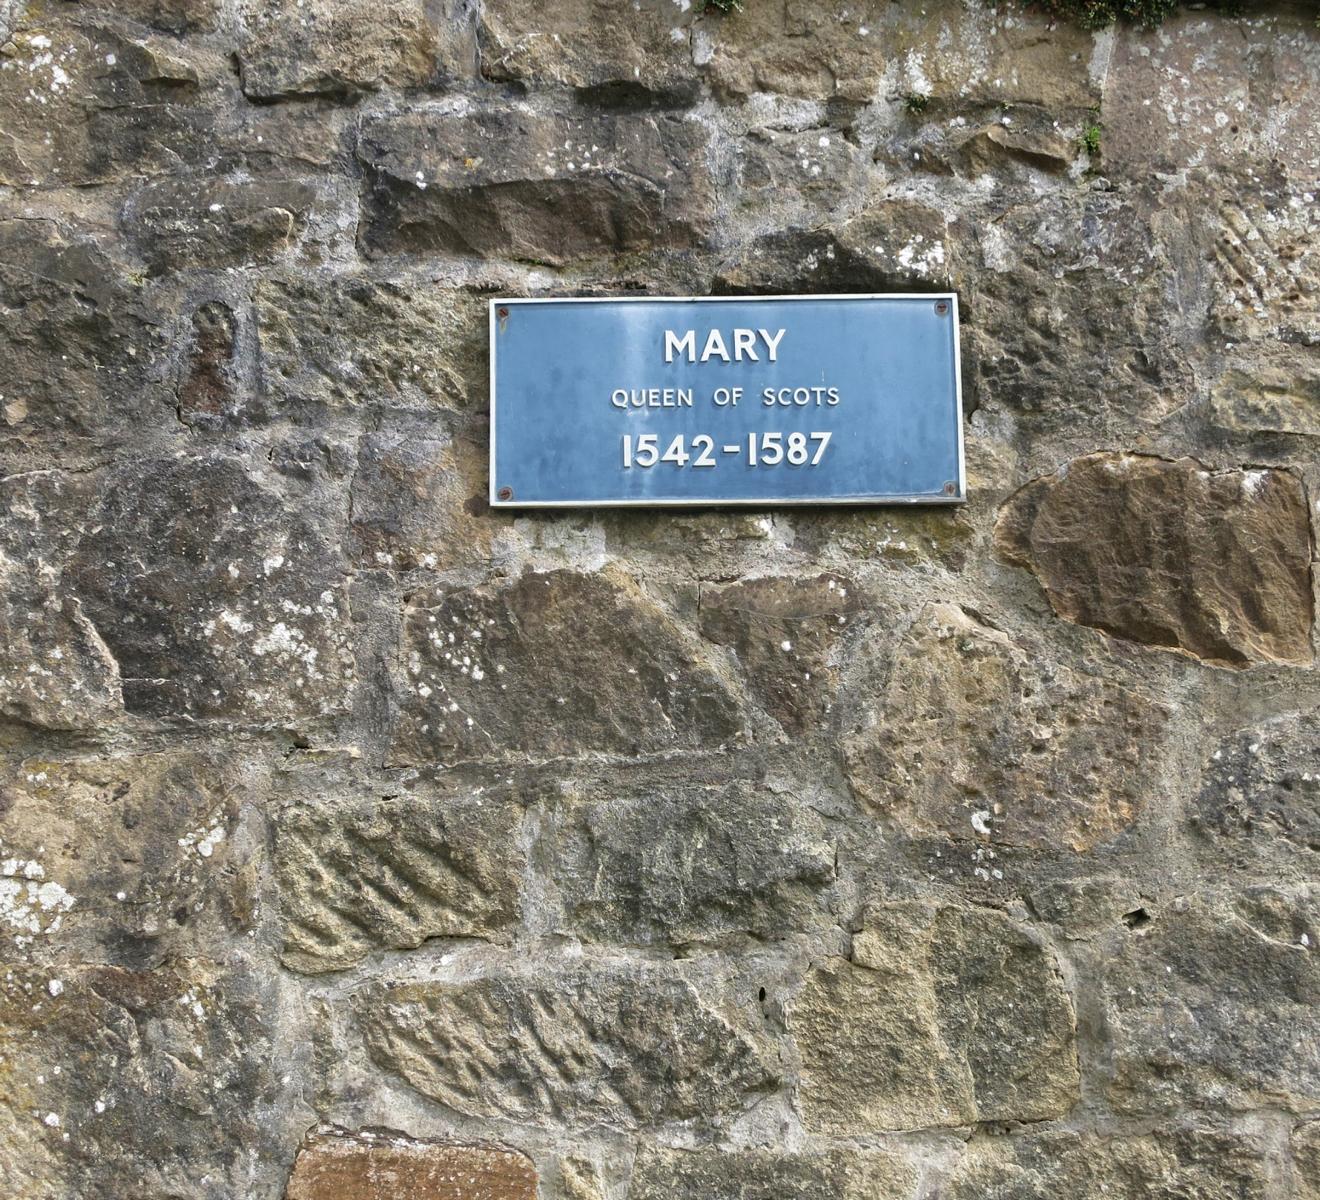 MARY
QUEEN OF SCOTS
1542-1587